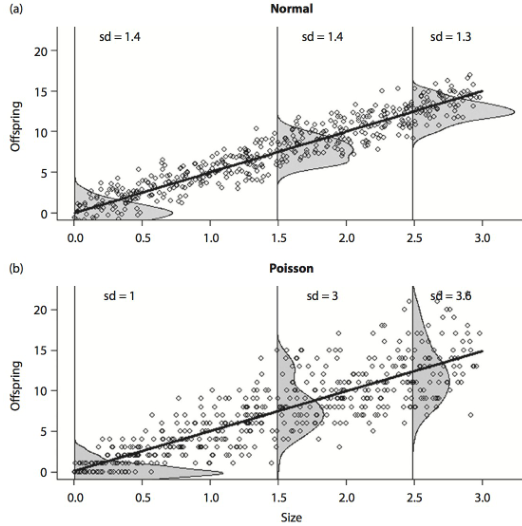 (a)
Normal
sd = 1.4
sd = 1.4
sd = 1.3
20
15
10
5
0
Offspring
0.0 0.5 1.0 1.5 2.0 2.5 3.0
(b)
Poisson
sd = 1
sd = 3
sd = 3.6
20
15
10
5
0
Offspring
0.0 0.5 1.0 1.5 2.0 2.5 3.0
Size